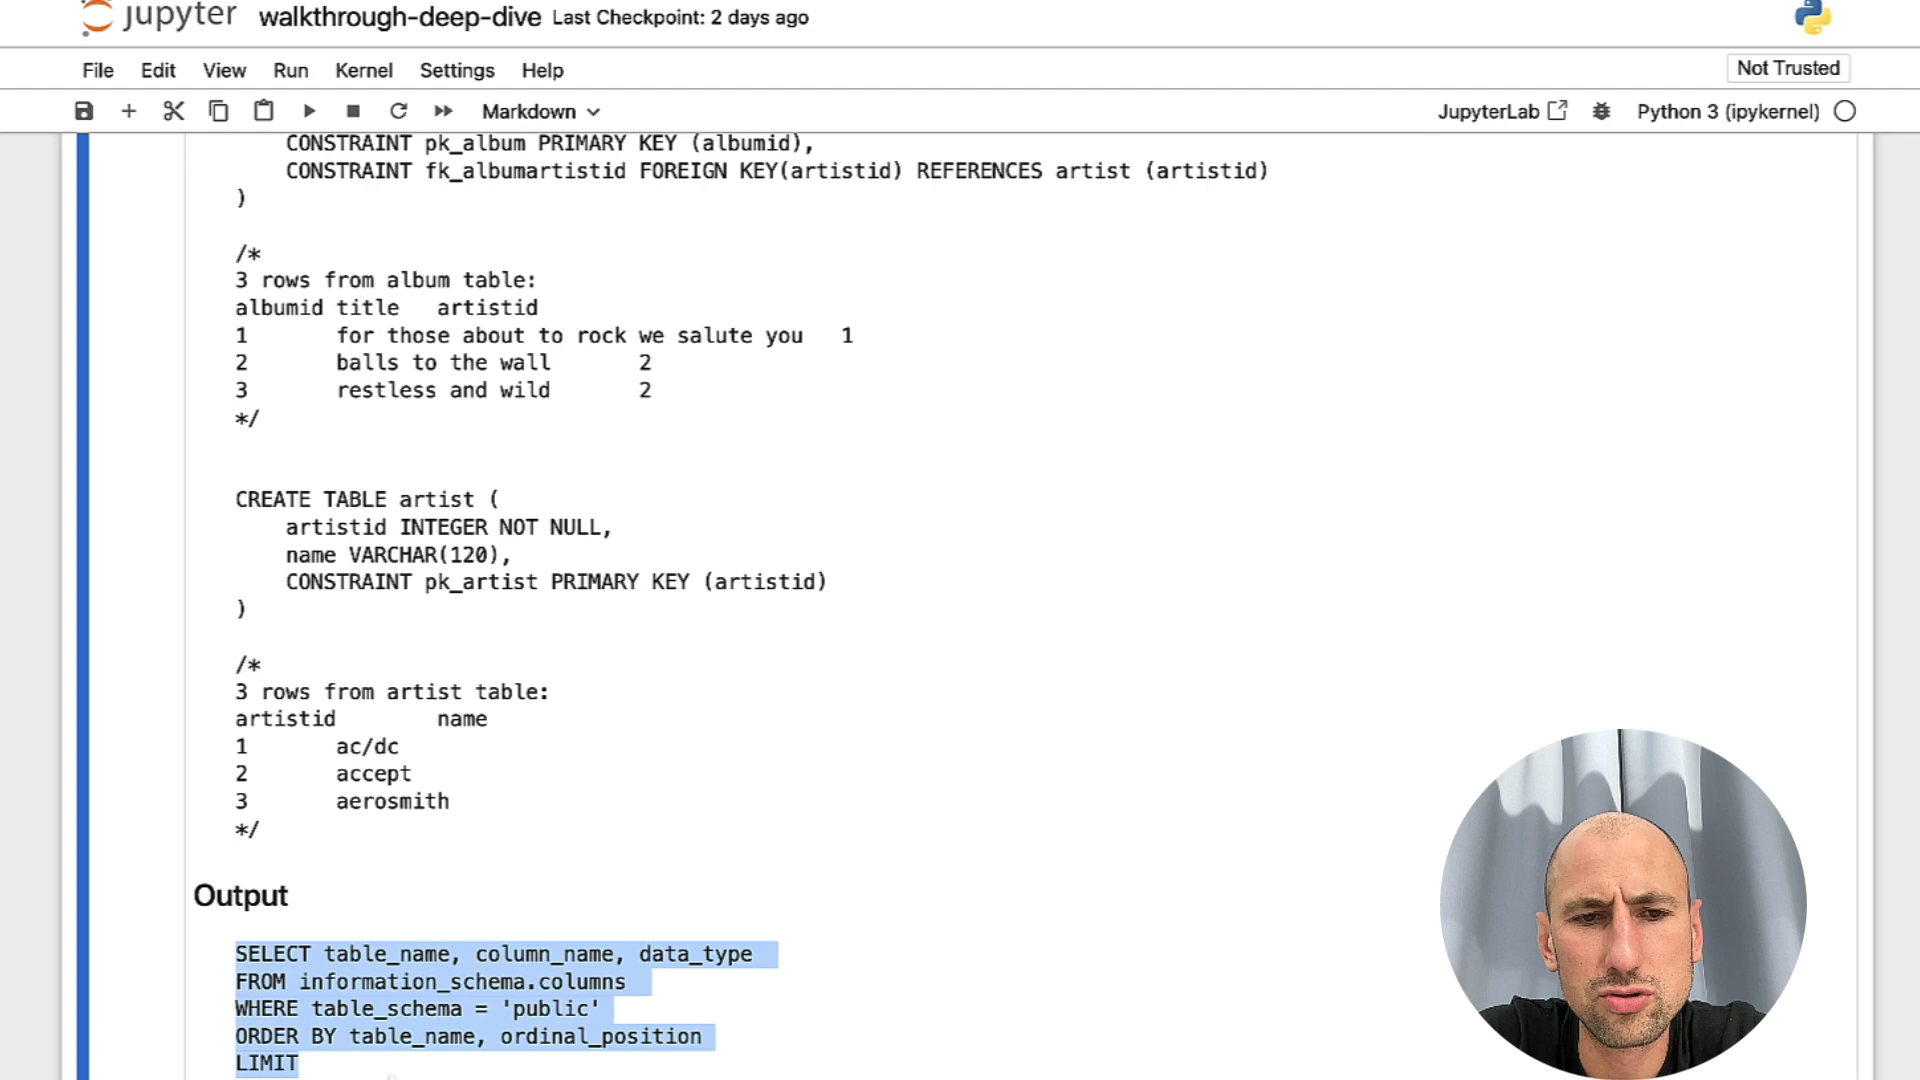 jupyter walkthrough-deep-dive Last Checkpoint: 2 days ago
File Edit View Run Kernel Settings Help Not Trusted
Markdown JupyterLab Python 3 (ipykernel)
CONSTRAINT pk_album PRIMARY KEY (albumid),
CONSTRAINT fk_albumartistid FOREIGN KEY(artistid) REFERENCES artist (artistid)
)
/*
3 rows from album table:
albumid title artistid
1 for those about to rock we salute you 1
2 balls to the wall 2
3 restless and wild 2
*/
CREATE TABLE artist (
artistid INTEGER NOT NULL,
name VARCHAR(120),
CONSTRAINT pk_artist PRIMARY KEY (artistid)
)
/*
3 rows from artist table:
artistid name
1 ac/dc
2 accept
3 aerosmith
*/
Output
SELECT table_name, column_name, data_type
FROM information_schema.columns
WHERE table_schema = 'public'
ORDER BY table_name, ordinal_position
LIMIT